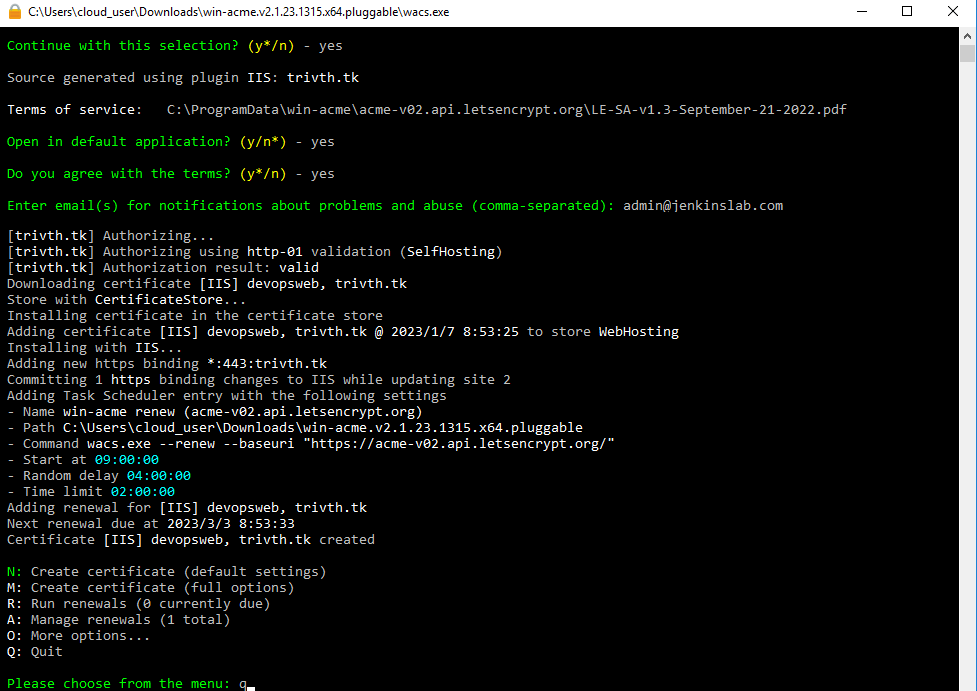 C:\Users\cloud_user\Downloads\win-acme.v2.1.23.1315.x64.pluggable\wacs.exe
Continue with this selection? (y*/n) - yes
Source generated using plugin IIS: trivth.tk
Terms of service:   C:\ProgramData\win-acme\acme-v02.api.letsencrypt.org\LE-SA-v1.3-September-21-2022.pdf
Open in default application? (y/n*) - yes
Do you agree with the terms? (y*/n) - yes
Enter email(s) for notifications about problems and abuse (comma-separated): admin@jenkinslab.com
[trivth.tk] Authorizing...
[trivth.tk] Authorizing using http-01 validation (SelfHosting)
[trivth.tk] Authorization result: valid
Downloading certificate [IIS] devopsweb, trivth.tk
Store with CertificateStore...
Installing certificate in the certificate store
Adding certificate [IIS] devopsweb, trivth.tk @ 2023/1/7 8:53:25 to store WebHosting
Installing with IIS...
Adding new https binding *:443:trivth.tk
Committing 1 https binding changes to IIS while updating site 2
Adding Task Scheduler entry with the following settings
- Name win-acme renew (acme-v02.api.letsencrypt.org)
- Path C:\Users\cloud_user\Downloads\win-acme.v2.1.23.1315.x64.pluggable
- Command wacs.exe --renew --baseuri "https://acme-v02.api.letsencrypt.org/"
- Start at 09:00:00
- Random delay 04:00:00
- Time limit 02:00:00
Adding renewal for [IIS] devopsweb, trivth.tk
Next renewal due at 2023/3/3 8:53:33
Certificate [IIS] devopsweb, trivth.tk created
N: Create certificate (default settings)
M: Create certificate (full options)
R: Run renewals (0 currently due)
A: Manage renewals (1 total)
O: More options...
Q: Quit
Please choose from the menu: q